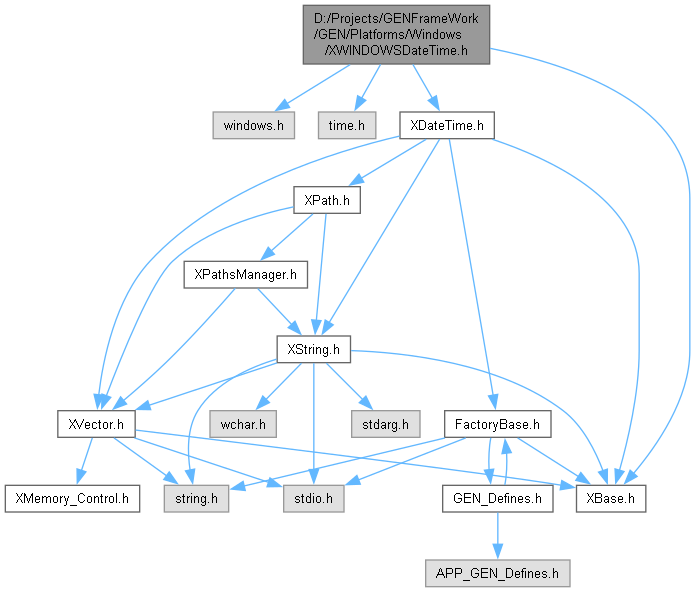 D:/Projects/GENFrameWork
/GEN/Platforms/Windows
/XWINDOWSDateTime.h
windows.h
time.h
XDateTime.h
XPath.h
XPathsManager.h
XString.h
XVector.h
wchar.h
stdarg.h
FactoryBase.h
XMemory_Control.h
string.h
stdio.h
GEN_Defines.h
XBase.h
APP_GEN_Defines.h